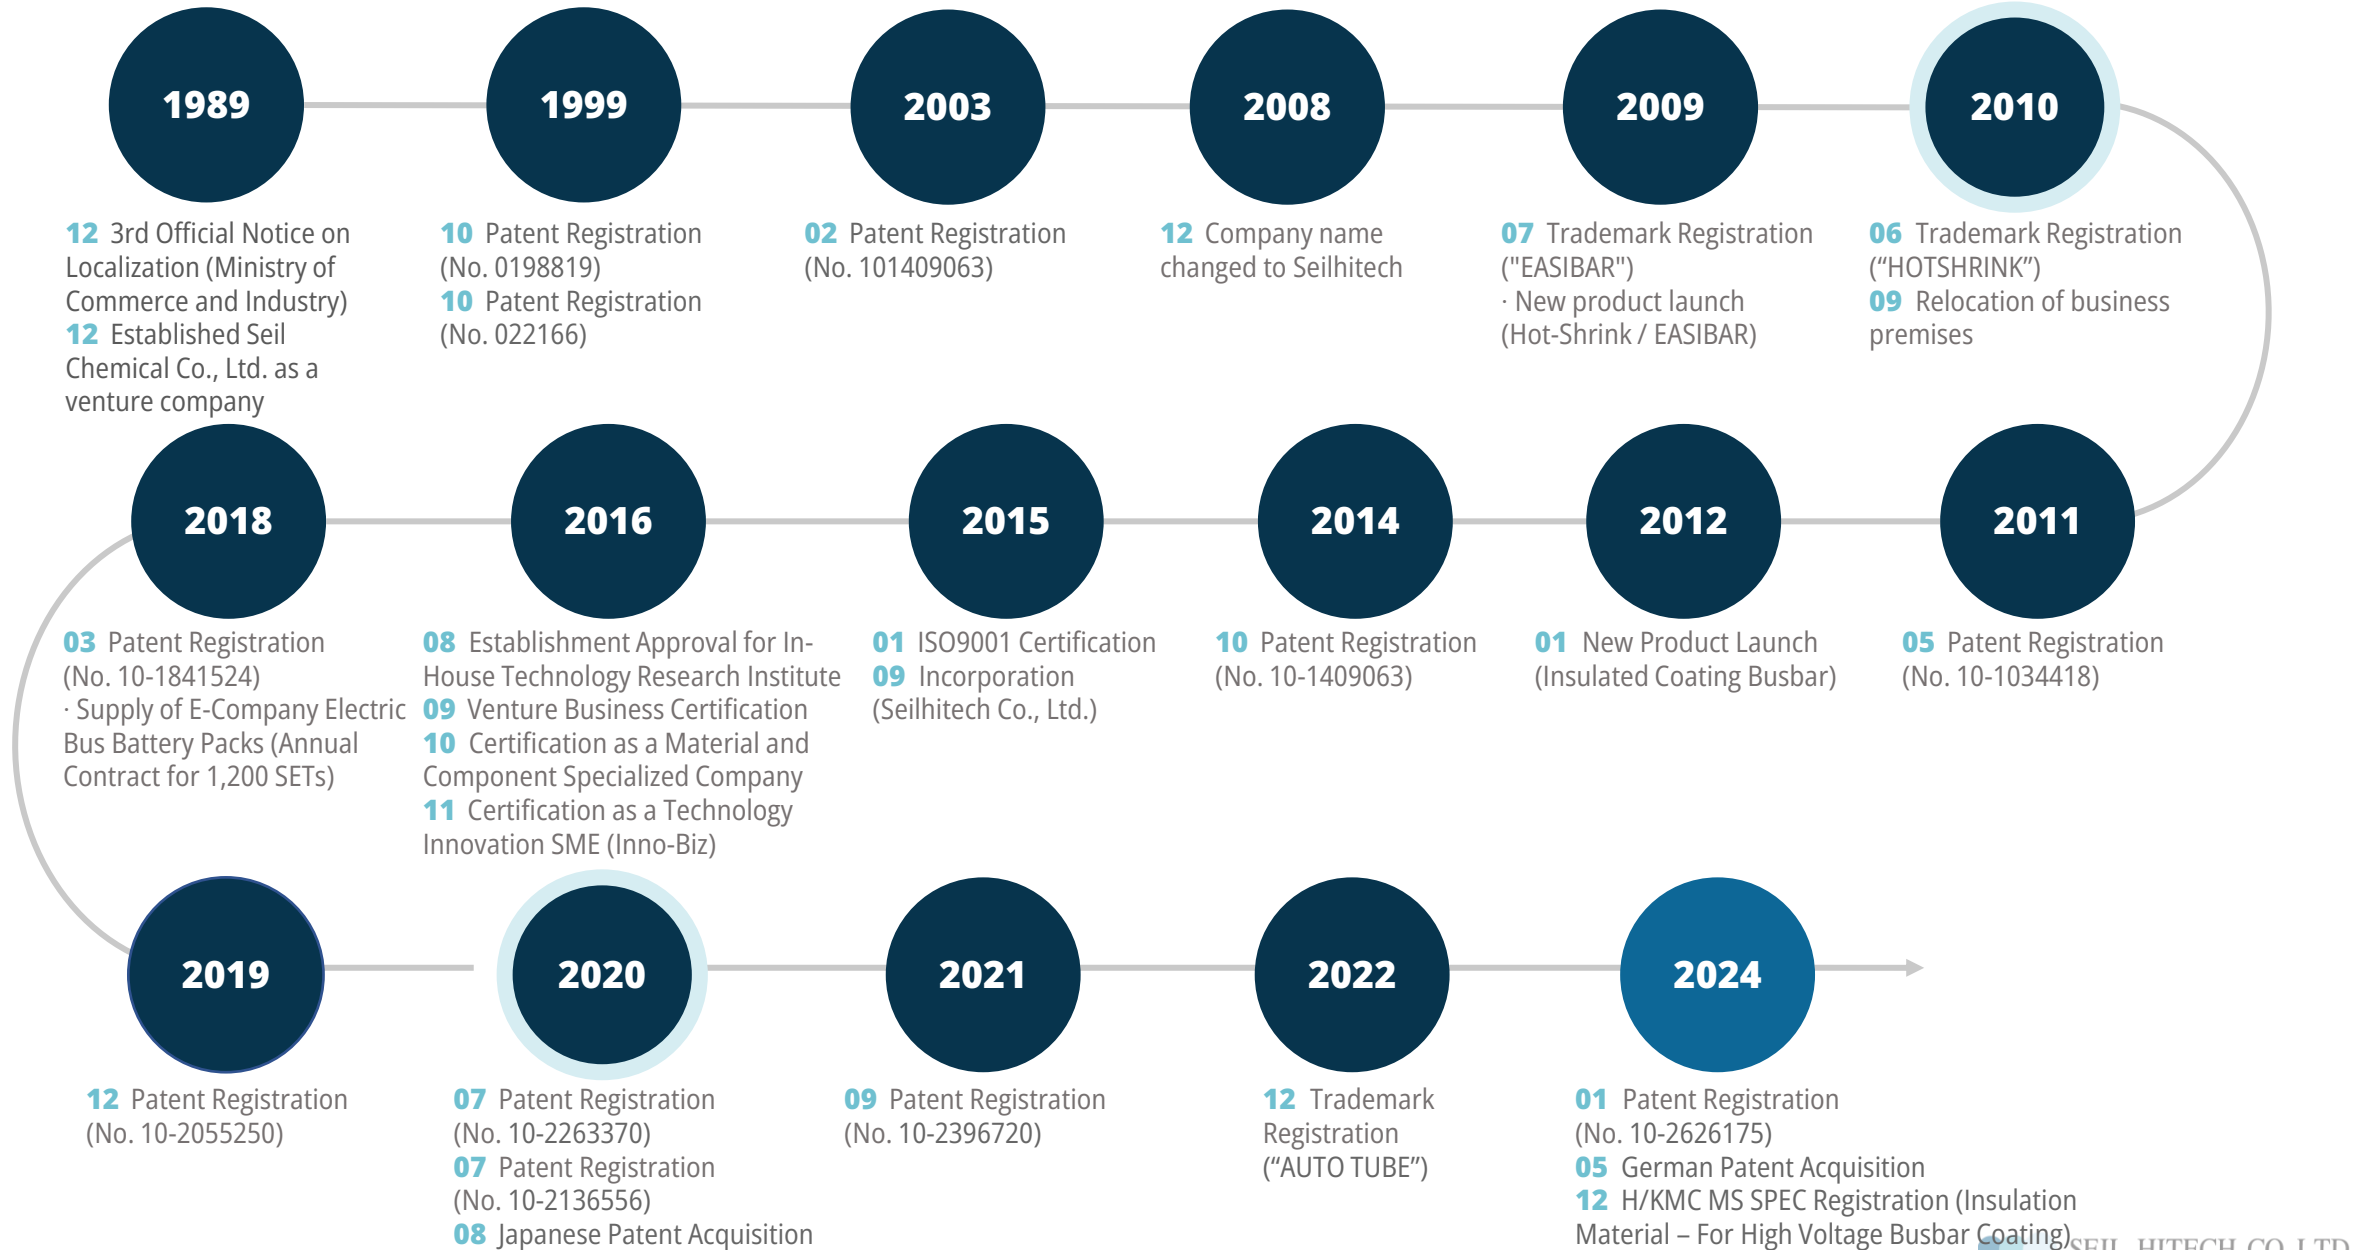 1989
12 3rd Official Notice on
Localization (Ministry of
Commerce and Industry)
12 Established Seil
Chemical Co., Ltd. as a
venture company
1999
10 Patent Registration
(No. 0198819)
10 Patent Registration
(No. 022166)
2003
02 Patent Registration
(No. 101409063)
2008
12 Company name
changed to Seilhitech
2009
07 Trademark Registration
("EASIBAR")
· New product launch
(Hot-Shrink / EASIBAR)
2010
06 Trademark Registration
(“HOTSHRINK”)
09 Relocation of business
premises
2011
05 Patent Registration
(No. 10-1034418)
2012
01 New Product Launch
(Insulated Coating Busbar)
2014
10 Patent Registration
(No. 10-1409063)
2015
01 ISO9001 Certification
09 Incorporation
(Seilhitech Co., Ltd.)
2016
08 Establishment Approval for In-
House Technology Research Institute
09 Venture Business Certification
10 Certification as a Material and
Component Specialized Company
11 Certification as a Technology
Innovation SME (Inno-Biz)
2018
03 Patent Registration
(No. 10-1841524)
· Supply of E-Company Electric
Bus Battery Packs (Annual
Contract for 1,200 SETs)
2019
12 Patent Registration
(No. 10-2055250)
2020
07 Patent Registration
(No. 10-2263370)
07 Patent Registration
(No. 10-2136556)
08 Japanese Patent Acquisition
2021
09 Patent Registration
(No. 10-2396720)
2022
12 Trademark
Registration
(“AUTO TUBE”)
2024
01 Patent Registration
(No. 10-2626175)
05 German Patent Acquisition
12 H/KMC MS SPEC Registration (Insulation
Material – For High Voltage Busbar Coating)
SEIL HITECH CO. LTD